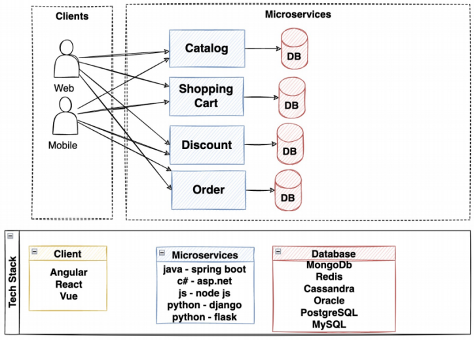 Clients
Microservices
Web
Mobile
Catalog
DB
Shopping
Cart
DB
Discount
DB
Order
DB
Tech Stack
Client
Angular
React
Vue
Microservices
java - spring boot
c# - asp.net
js - node js
python - django
python - flask
Database
MongoDb
Redis
Cassandra
Oracle
PostgreSQL
MySQL